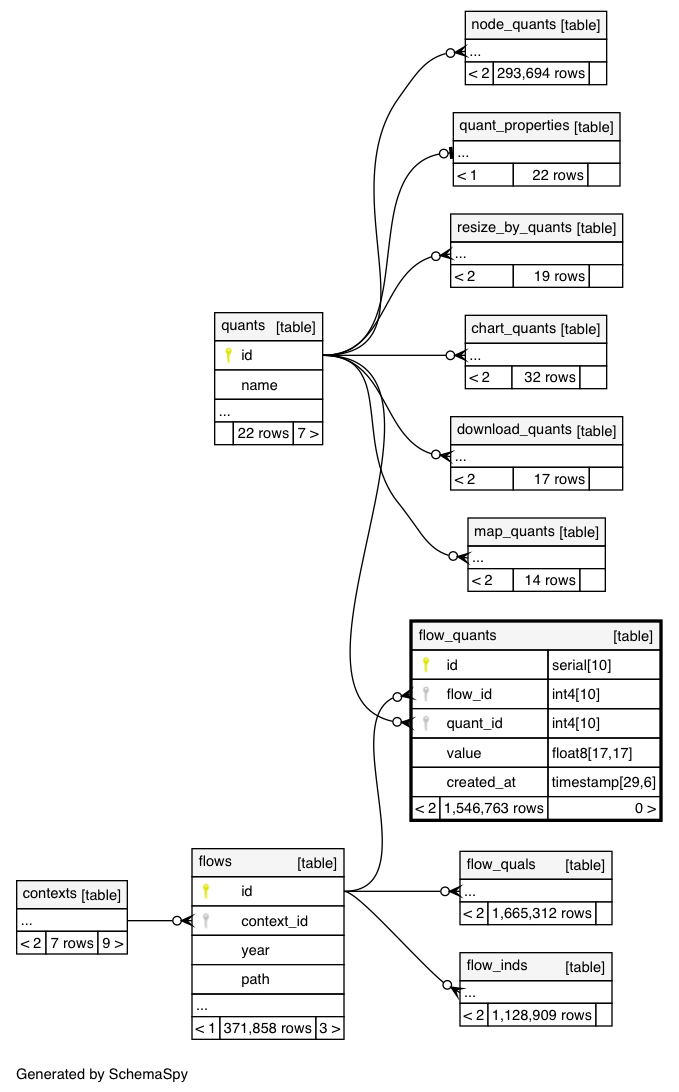 node_quants [table]
...
< 2 293,694 rows
quant_properties [table]
...
< 1 22 rows
resize_by_quants [table]
...
< 2 19 rows
quants [table]
id
name
...
22 rows 7 >
chart_quants [table]
...
< 2 32 rows
download_quants [table]
...
< 2 17 rows
map_quants [table]
...
< 2 14 rows
flow_quants [table]
id serial[10]
flow_id int4[10]
quant_id int4[10]
value float8[17,17]
created_at timestamp[29,6]
< 2 1,546,763 rows 0 >
contexts [table]
...
< 2 7 rows 9 >
flows [table]
id
context_id
year
path
...
< 1 371,858 rows 3 >
flow_quals [table]
...
< 2 1,665,312 rows
flow_inds [table]
...
< 2 1,128,909 rows
Generated by SchemaSpy